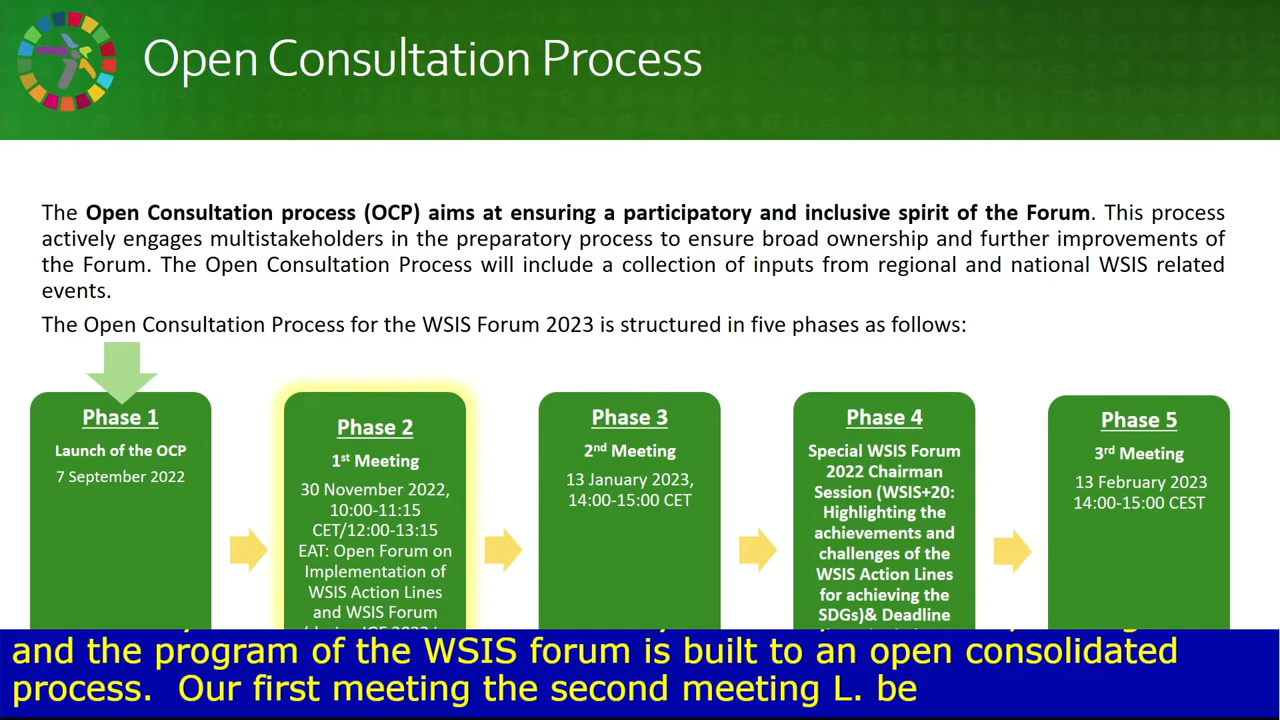 Open Consultation Process
The Open Consultation process (OCP) aims at ensuring a participatory and inclusive spirit of the Forum. This process
actively engages multistakeholders in the preparatory process to ensure broad ownership and further improvements of
the Forum. The Open Consultation Process will include a collection of inputs from regional and national WSIS related
events.
The Open Consultation Process for the WSIS Forum 2023 is structured in five phases as follows:
Phase 1
Launch of the OCP
7 September 2022
Phase 2
1st Meeting
30 November 2022,
10:00-11:15
CET/12:00-13:15
EAT: Open Forum on
Implementation of
WSIS Action Lines
and WSIS Forum
Phase 3
2nd Meeting
13 January 2023,
14:00-15:00 CET
Phase 4
Special WSIS Forum
2022 Chairman
Session (WSIS+20:
Highlighting the
achievements and
challenges of the
WSIS Action Lines
for achieving the
SDGs)& Deadline
Phase 5
3rd Meeting
13 February 2023
14:00-15:00 CEST
and the program of the WSIS forum is built to an open consolidated
process.  Our first meeting the second meeting L. be